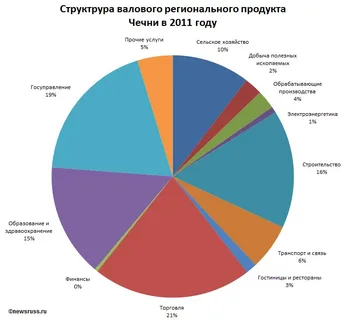 Структрура валового регионального продукта
Чечни в 2011 году
Прочие услуги
5%
Сельское хозяйство
10%
Добыча полезных
ископаемых
2%
Обрабатывающие
производства
4%
Электроэнергетика
1%
Строительство
16%
Транспорт и связь
6%
Гостиницы и рестораны
3%
Торговля
21%
Финансы
0%
Образование и
здравоохранение
15%
Госуправление
19%
©newsruss.ru